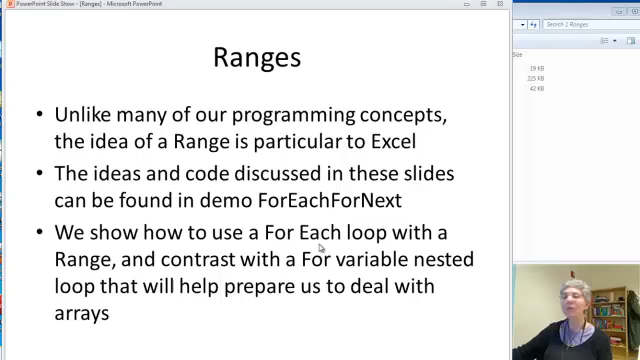 PowerPoint Slide Show - [Ranges] - Microsoft PowerPoint
Search 1 Ranges
Size
19 KB
225 KB
42 KB
Ranges
• Unlike many of our programming concepts,
the idea of a Range is particular to Excel
• The ideas and code discussed in these slides
can be found in demo ForEachForNext
• We show how to use a For Each loop with a
Range, and contrast with a For variable nested
loop that will help prepare us to deal with
arrays